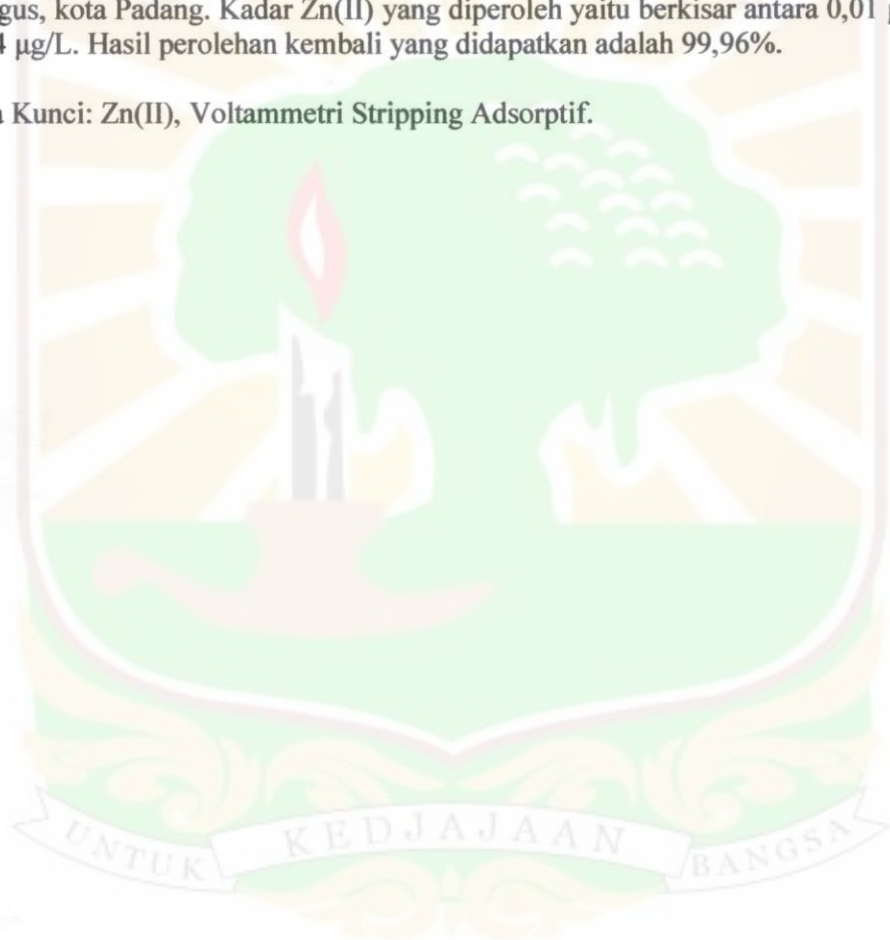 gus, kota Padang. Kadar Zn(II) yang diperoleh yaitu berkisar antara 0,01
4 µg/L. Hasil perolehan kembali yang didapatkan adalah 99,96%.
Kunci: Zn(II), Voltammetri Stripping Adsorptif.
UNTUK KEDJAJAAN BANGSA